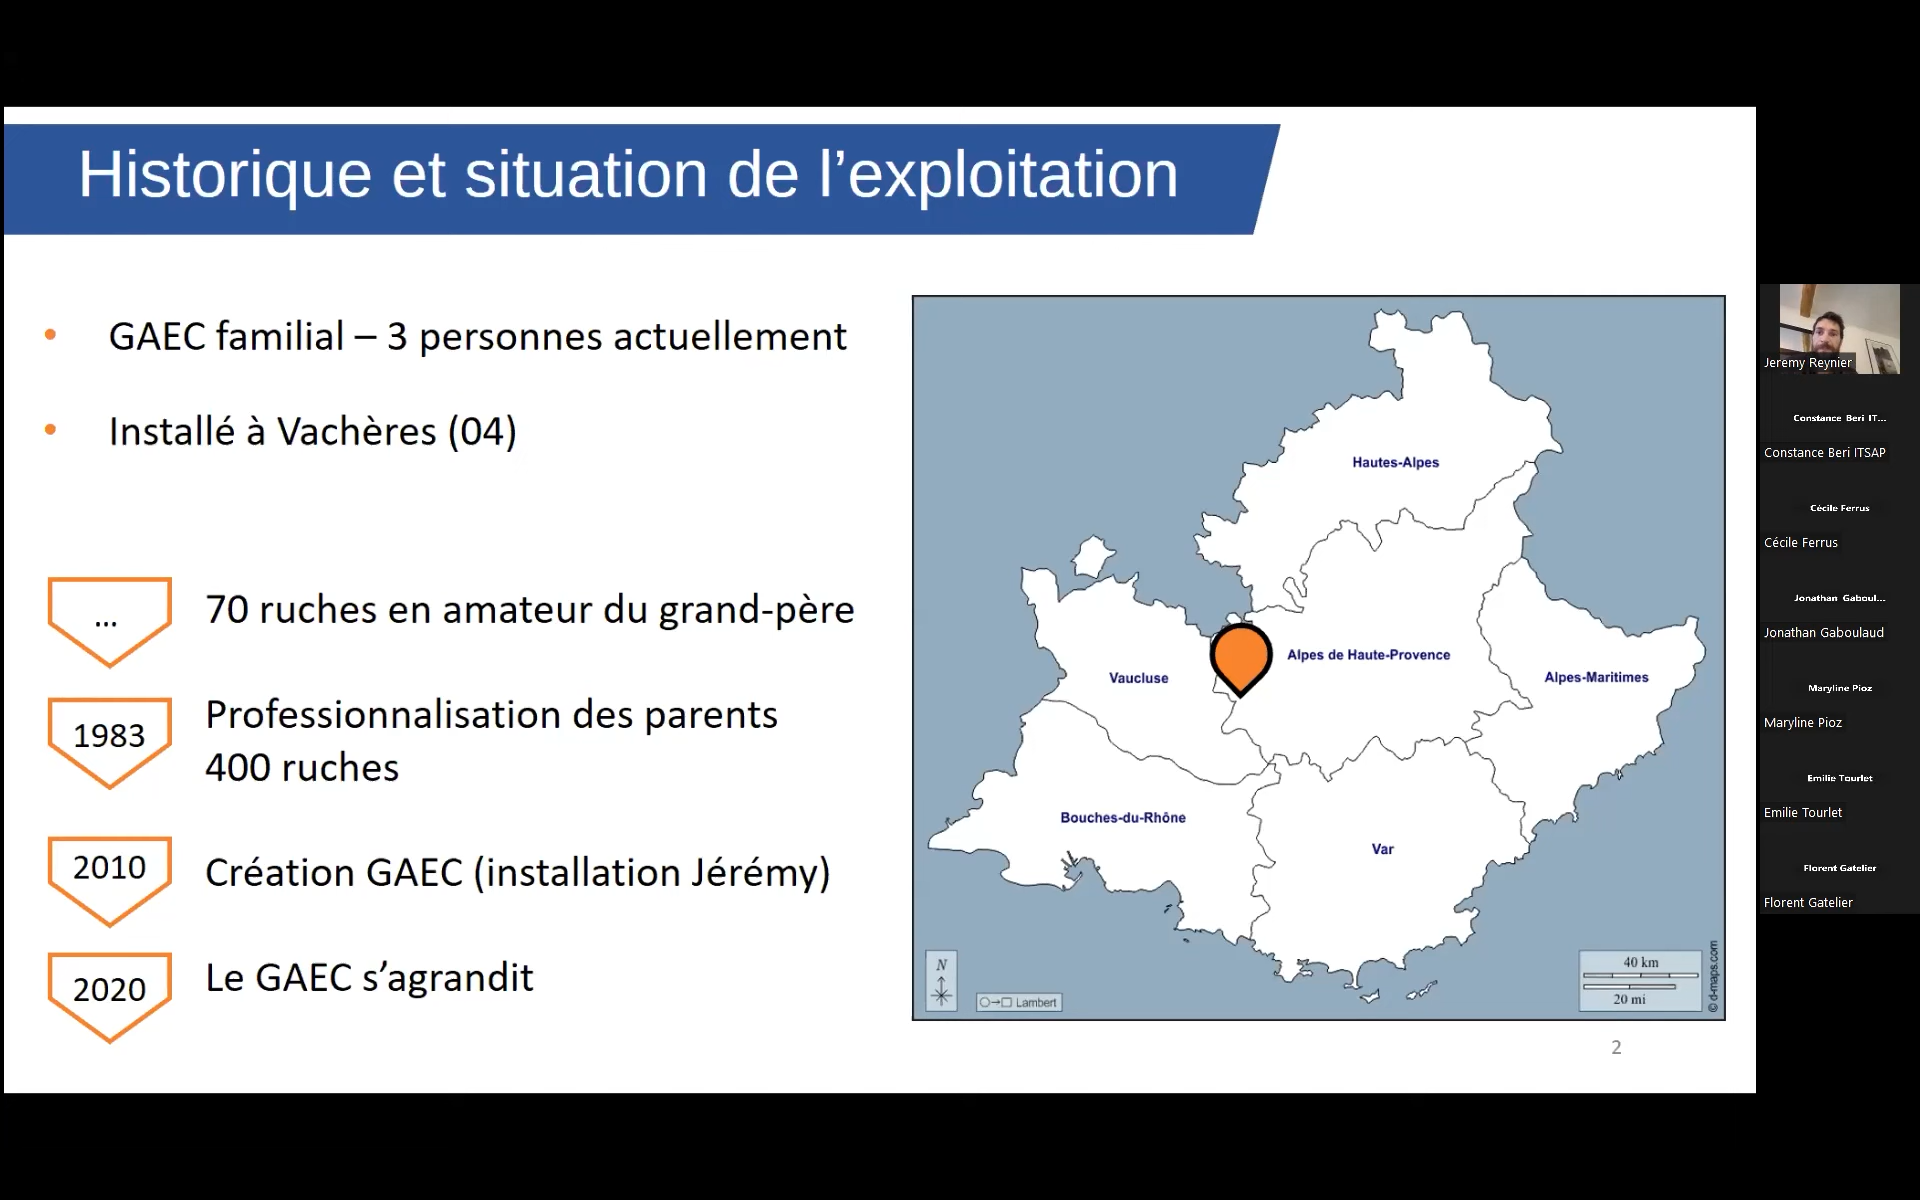 Historique et situation de l’exploitation
• GAEC familial – 3 personnes actuellement
• Installé à Vachères (04)
...
70 ruches en amateur du grand-père
1983
Professionnalisation des parents
400 ruches
2010
Création GAEC (installation Jérémy)
2020
Le GAEC s’agrandit
Hautes-Alpes
Alpes de Haute-Provence
Vaucluse
Alpes-Maritimes
Bouches-du-Rhône
Var
N
Lambert
40 km
20 mi
© d-maps.com
2
Jeremy Reynier
Constance Beri IT...
Constance Beri ITSAP
Cécile Ferrus
Cécile Ferrus
Jonathan Gaboul...
Jonathan Gaboulaud
Maryline Pioz
Maryline Pioz
Emilie Tourlet
Emilie Tourlet
Florent Gatelier
Florent Gatelier